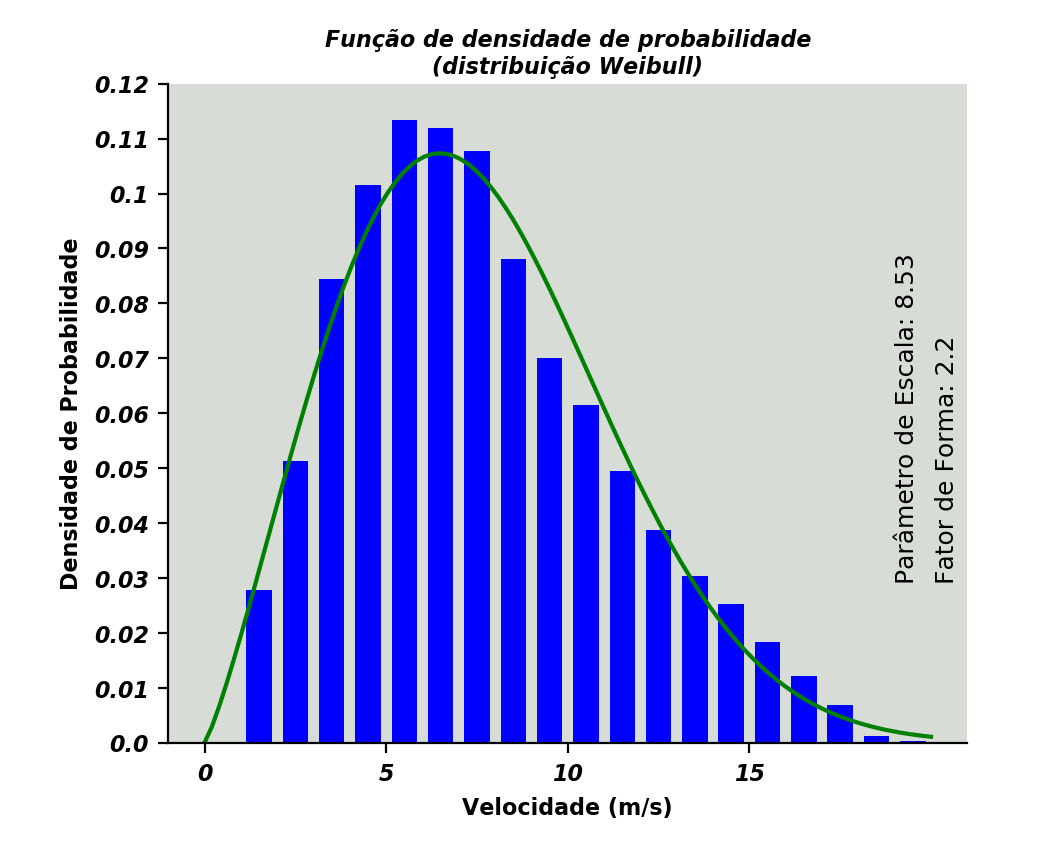 Função de densidade de probabilidade
(distribuição Weibull)
0.12
0.11
0.1
0.09
0.08
0.07
0.06
0.05
0.04
0.03
0.02
0.01
0.0
Densidade de Probabilidade
Parâmetro de Escala: 8.53
Fator de Forma: 2.2
0
5
10
15
Velocidade (m/s)